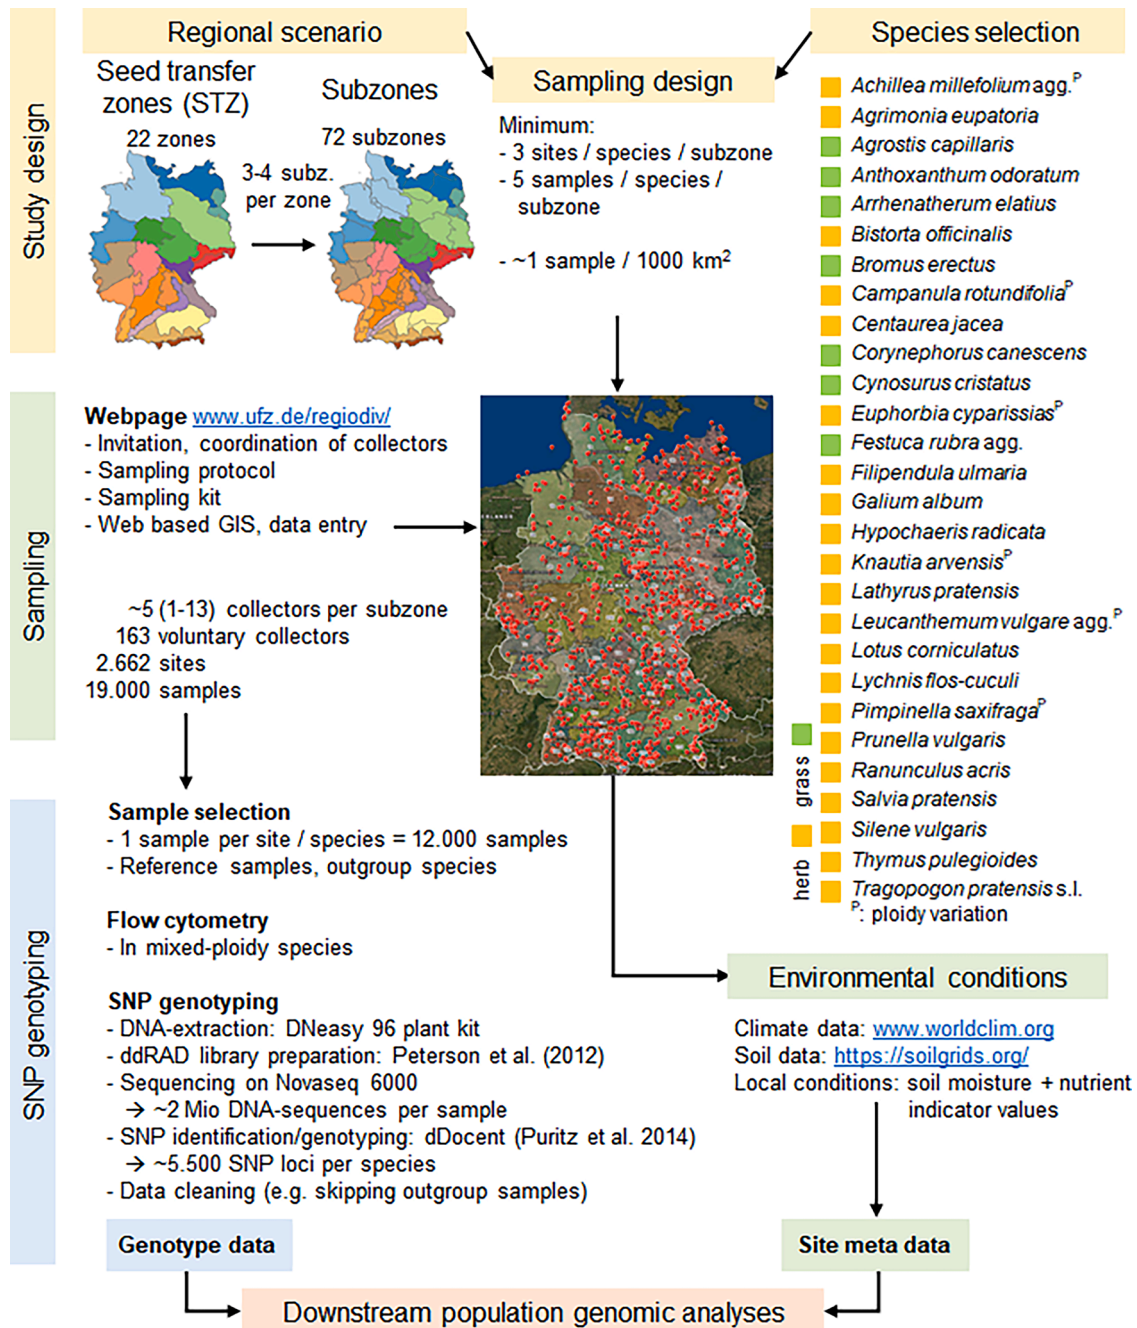 Study design
Regional scenario
Seed transfer
zones (STZ)
22 zones
3-4 subz.
per zone
Subzones
72 subzones
Sampling design
Minimum:
- 3 sites / species / subzone
- 5 samples / species /
subzone
- ~1 sample / 1000 km²
Species selection
Achillea millefolium agg.P
Agrimonia eupatoria
Agrostis capillaris
Anthoxanthum odoratum
Arrhenatherum elatius
Bistorta officinalis
Bromus erectus
Campanula rotundifoliaP
Centaurea jacea
Corynephorus canescens
Cynosurus cristatus
Euphorbia cyparissiasP
Festuca rubra agg.
Filipendula ulmaria
Galium album
Hypochaeris radicata
Knautia arvensisP
Lathyrus pratensis
Leucanthemum vulgare agg.P
Lotus corniculatus
Lychnis flos-cuculi
Pimpinella saxifragaP
Prunella vulgaris
Ranunculus acris
Salvia pratensis
Silene vulgaris
Thymus pulegioides
Tragopogon pratensis s.l.
P: ploidy variation
grass
herb
Sampling
Webpage www.ufz.de/regiodiv/
- Invitation, coordination of collectors
- Sampling protocol
- Sampling kit
- Web based GIS, data entry
~5 (1-13) collectors per subzone
163 voluntary collectors
2.662 sites
19.000 samples
SNP genotyping
Sample selection
- 1 sample per site / species = 12.000 samples
- Reference samples, outgroup species
Flow cytometry
- In mixed-ploidy species
SNP genotyping
- DNA-extraction: DNeasy 96 plant kit
- ddRAD library preparation: Peterson et al. (2012)
- Sequencing on Novaseq 6000
→ ~2 Mio DNA-sequences per sample
- SNP identification/genotyping: dDocent (Puritz et al. 2014)
→ ~5.500 SNP loci per species
- Data cleaning (e.g. skipping outgroup samples)
Environmental conditions
Climate data: www.worldclim.org
Soil data: https://soilgrids.org/
Local conditions: soil moisture + nutrient
indicator values
Genotype data
Site meta data
Downstream population genomic analyses